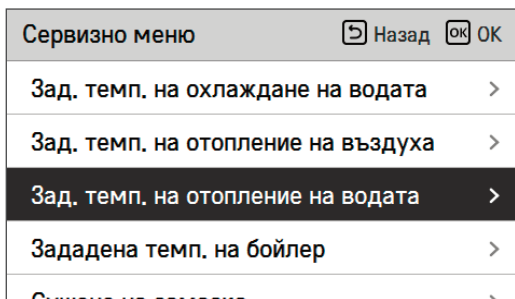 Сервизно меню Назад OK OK
Зад. темп. на охлаждане на водата
Зад. темп. на отопление на въздуха
Зад. темп. на отопление на водата
Зададена темп. на бойлер